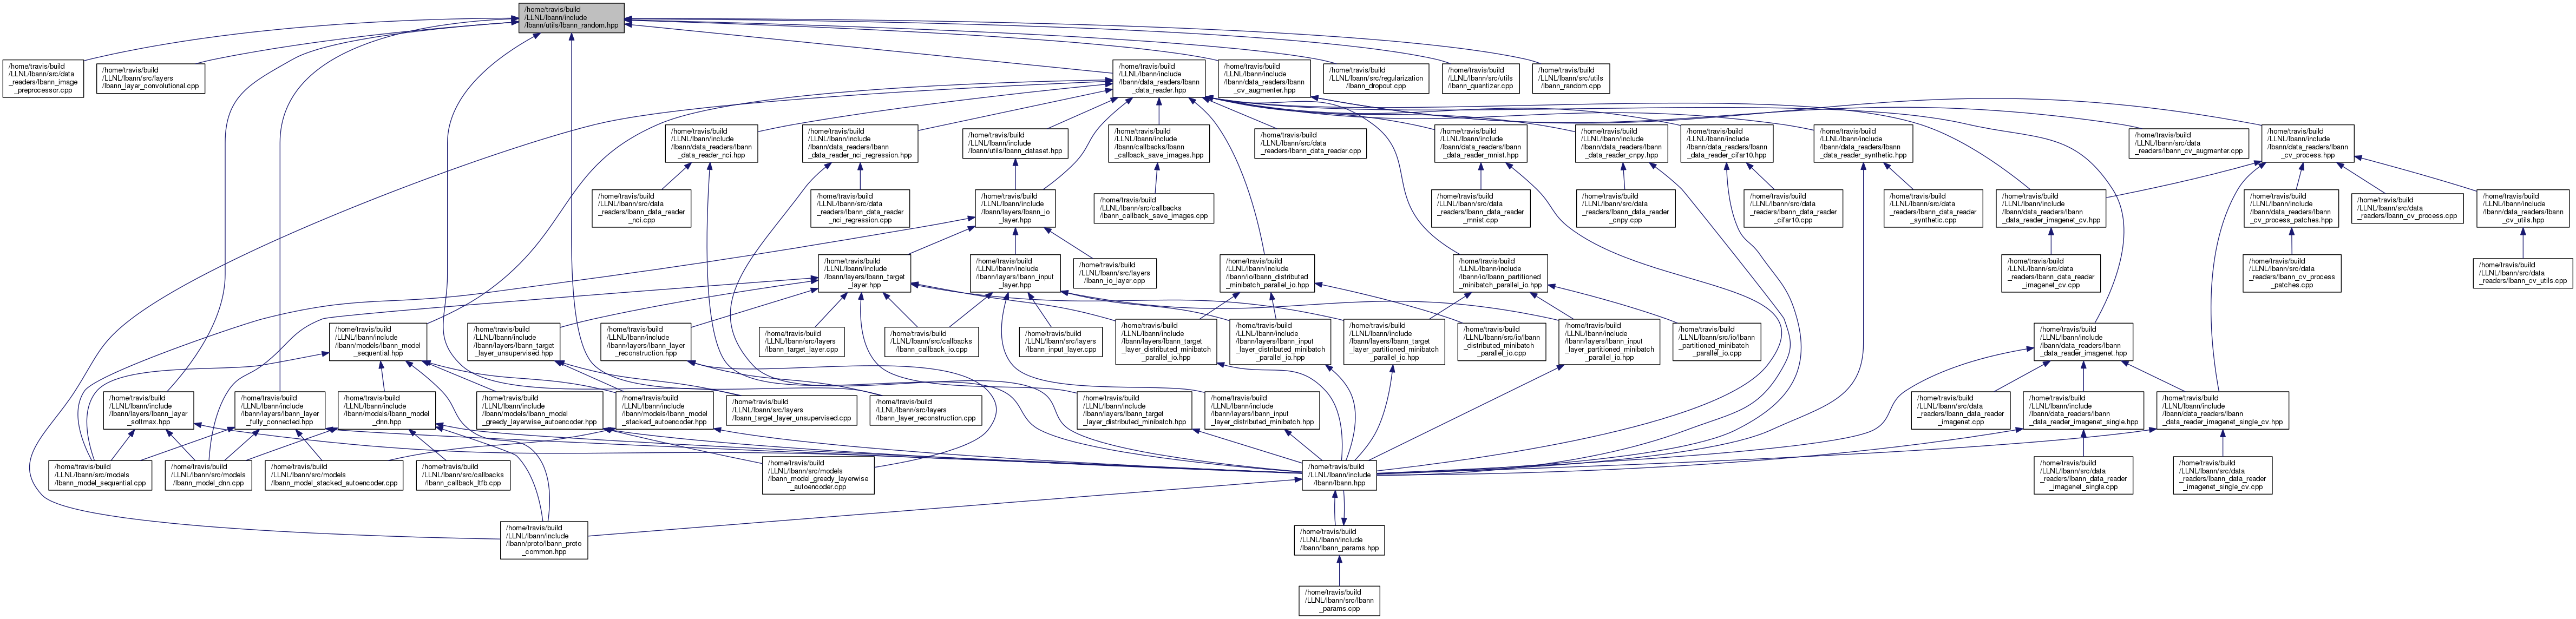 /home/travis/build
/LLNL/lbann/include
/lbann/utils/lbann_random.hpp
/home/travis/build
/LLNL/lbann/src/data
_readers/lbann_image
_preprocessor.cpp
/home/travis/build
/LLNL/lbann/src/layers
/lbann_layer_convolutional.cpp
/home/travis/build
/LLNL/lbann/include
/lbann/data_readers/lbann
_data_reader.hpp
/home/travis/build
/LLNL/lbann/include
/lbann/data_readers/lbann
_cv_augmenter.hpp
/home/travis/build
/LLNL/lbann/src/regularization
/lbann_dropout.cpp
/home/travis/build
/LLNL/lbann/src/utils
/lbann_quantizer.cpp
/home/travis/build
/LLNL/lbann/src/utils
/lbann_random.cpp
/home/travis/build
/LLNL/lbann/include
/lbann/data_readers/lbann
_data_reader_nci.hpp
/home/travis/build
/LLNL/lbann/include
/lbann/data_readers/lbann
_data_reader_nci_regression.hpp
/home/travis/build
/LLNL/lbann/include
/lbann/utils/lbann_dataset.hpp
/home/travis/build
/LLNL/lbann/include
/lbann/callbacks/lbann
_callback_save_images.hpp
/home/travis/build
/LLNL/lbann/src/data
_readers/lbann_data_reader.cpp
/home/travis/build
/LLNL/lbann/include
/lbann/data_readers/lbann
_data_reader_mnist.hpp
/home/travis/build
/LLNL/lbann/include
/lbann/data_readers/lbann
_data_reader_cnpy.hpp
/home/travis/build
/LLNL/lbann/include
/lbann/data_readers/lbann
_data_reader_cifar10.hpp
/home/travis/build
/LLNL/lbann/include
/lbann/data_readers/lbann
_data_reader_synthetic.hpp
/home/travis/build
/LLNL/lbann/src/data
_readers/lbann_cv_augmenter.cpp
/home/travis/build
/LLNL/lbann/include
/lbann/data_readers/lbann
_cv_process.hpp
/home/travis/build
/LLNL/lbann/src/data
_readers/lbann_data_reader
_nci.cpp
/home/travis/build
/LLNL/lbann/src/data
_readers/lbann_data_reader
_nci_regression.cpp
/home/travis/build
/LLNL/lbann/include
/lbann/layers/lbann_io
_layer.hpp
/home/travis/build
/LLNL/lbann/src/callbacks
/lbann_callback_save_images.cpp
/home/travis/build
/LLNL/lbann/src/data
_readers/lbann_data_reader
_mnist.cpp
/home/travis/build
/LLNL/lbann/src/data
_readers/lbann_data_reader
_cnpy.cpp
/home/travis/build
/LLNL/lbann/src/data
_readers/lbann_data_reader
_cifar10.cpp
/home/travis/build
/LLNL/lbann/src/data
_readers/lbann_data_reader
_synthetic.cpp
/home/travis/build
/LLNL/lbann/include
/lbann/data_readers/lbann
_data_reader_imagenet_cv.hpp
/home/travis/build
/LLNL/lbann/include
/lbann/data_readers/lbann
_cv_process_patches.hpp
/home/travis/build
/LLNL/lbann/src/data
_readers/lbann_cv_process.cpp
/home/travis/build
/LLNL/lbann/include
/lbann/data_readers/lbann
_cv_utils.hpp
/home/travis/build
/LLNL/lbann/include
/lbann/layers/lbann_target
_layer.hpp
/home/travis/build
/LLNL/lbann/include
/lbann/layers/lbann_input
_layer.hpp
/home/travis/build
/LLNL/lbann/src/layers
/lbann_io_layer.cpp
/home/travis/build
/LLNL/lbann/include
/lbann/io/lbann_distributed
_minibatch_parallel_io.hpp
/home/travis/build
/LLNL/lbann/include
/lbann/io/lbann_partitioned
_minibatch_parallel_io.hpp
/home/travis/build
/LLNL/lbann/src/data
_readers/lbann_data_reader
_imagenet_cv.cpp
/home/travis/build
/LLNL/lbann/src/data
_readers/lbann_cv_process
_patches.cpp
/home/travis/build
/LLNL/lbann/src/data
_readers/lbann_cv_utils.cpp
/home/travis/build
/LLNL/lbann/include
/lbann/models/lbann_model
_sequential.hpp
/home/travis/build
/LLNL/lbann/include
/lbann/layers/lbann_target
_layer_unsupervised.hpp
/home/travis/build
/LLNL/lbann/include
/lbann/layers/lbann_layer
_reconstruction.hpp
/home/travis/build
/LLNL/lbann/src/layers
/lbann_target_layer.cpp
/home/travis/build
/LLNL/lbann/src/callbacks
/lbann_callback_io.cpp
/home/travis/build
/LLNL/lbann/src/layers
/lbann_input_layer.cpp
/home/travis/build
/LLNL/lbann/include
/lbann/layers/lbann_target
_layer_distributed_minibatch
_parallel_io.hpp
/home/travis/build
/LLNL/lbann/include
/lbann/layers/lbann_input
_layer_distributed_minibatch
_parallel_io.hpp
/home/travis/build
/LLNL/lbann/include
/lbann/layers/lbann_target
_layer_partitioned_minibatch
_parallel_io.hpp
/home/travis/build
/LLNL/lbann/src/io/lbann
_distributed_minibatch
_parallel_io.cpp
/home/travis/build
/LLNL/lbann/include
/lbann/layers/lbann_input
_layer_partitioned_minibatch
_parallel_io.hpp
/home/travis/build
/LLNL/lbann/src/io/lbann
_partitioned_minibatch
_parallel_io.cpp
/home/travis/build
/LLNL/lbann/include
/lbann/data_readers/lbann
_data_reader_imagenet.hpp
/home/travis/build
/LLNL/lbann/include
/lbann/layers/lbann_layer
_softmax.hpp
/home/travis/build
/LLNL/lbann/include
/lbann/layers/lbann_layer
_fully_connected.hpp
/home/travis/build
/LLNL/lbann/include
/lbann/models/lbann_model
_dnn.hpp
/home/travis/build
/LLNL/lbann/include
/lbann/models/lbann_model
_greedy_layerwise_autoencoder.hpp
/home/travis/build
/LLNL/lbann/include
/lbann/models/lbann_model
_stacked_autoencoder.hpp
/home/travis/build
/LLNL/lbann/src/layers
/lbann_target_layer_unsupervised.cpp
/home/travis/build
/LLNL/lbann/src/layers
/lbann_layer_reconstruction.cpp
/home/travis/build
/LLNL/lbann/include
/lbann/layers/lbann_target
_layer_distributed_minibatch.hpp
/home/travis/build
/LLNL/lbann/include
/lbann/layers/lbann_input
_layer_distributed_minibatch.hpp
/home/travis/build
/LLNL/lbann/src/data
_readers/lbann_data_reader
_imagenet.cpp
/home/travis/build
/LLNL/lbann/include
/lbann/data_readers/lbann
_data_reader_imagenet_single.hpp
/home/travis/build
/LLNL/lbann/include
/lbann/data_readers/lbann
_data_reader_imagenet_single_cv.hpp
/home/travis/build
/LLNL/lbann/src/models
/lbann_model_sequential.cpp
/home/travis/build
/LLNL/lbann/src/models
/lbann_model_dnn.cpp
/home/travis/build
/LLNL/lbann/src/models
/lbann_model_stacked_autoencoder.cpp
/home/travis/build
/LLNL/lbann/src/callbacks
/lbann_callback_ltfb.cpp
/home/travis/build
/LLNL/lbann/src/models
/lbann_model_greedy_layerwise
_autoencoder.cpp
/home/travis/build
/LLNL/lbann/include
/lbann/lbann.hpp
/home/travis/build
/LLNL/lbann/src/data
_readers/lbann_data_reader
_imagenet_single.cpp
/home/travis/build
/LLNL/lbann/src/data
_readers/lbann_data_reader
_imagenet_single_cv.cpp
/home/travis/build
/LLNL/lbann/include
/lbann/proto/lbann_proto
_common.hpp
/home/travis/build
/LLNL/lbann/include
/lbann/lbann_params.hpp
/home/travis/build
/LLNL/lbann/src/lbann
_params.cpp